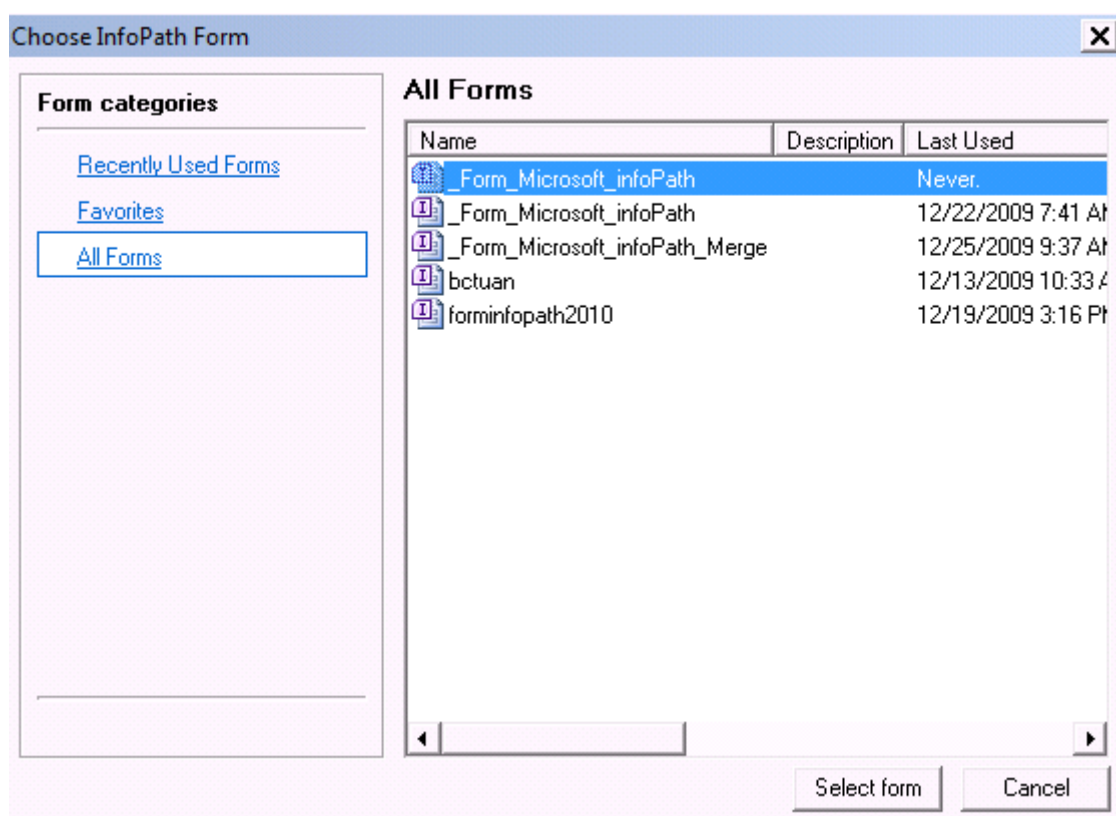 Choose InfoPath Form
Form categories
Recently Used Forms
Favorites
All Forms
All Forms
Name Description Last Used
_Form_Microsoft_infoPath Never.
_Form_Microsoft_infoPath 12/22/2009 7:41
_Form_Microsoft_infoPath_Merge 12/25/2009 9:37
bctuan 12/13/2009 10:33
forminfopath2010 12/19/2009 3:16
Select form Cancel